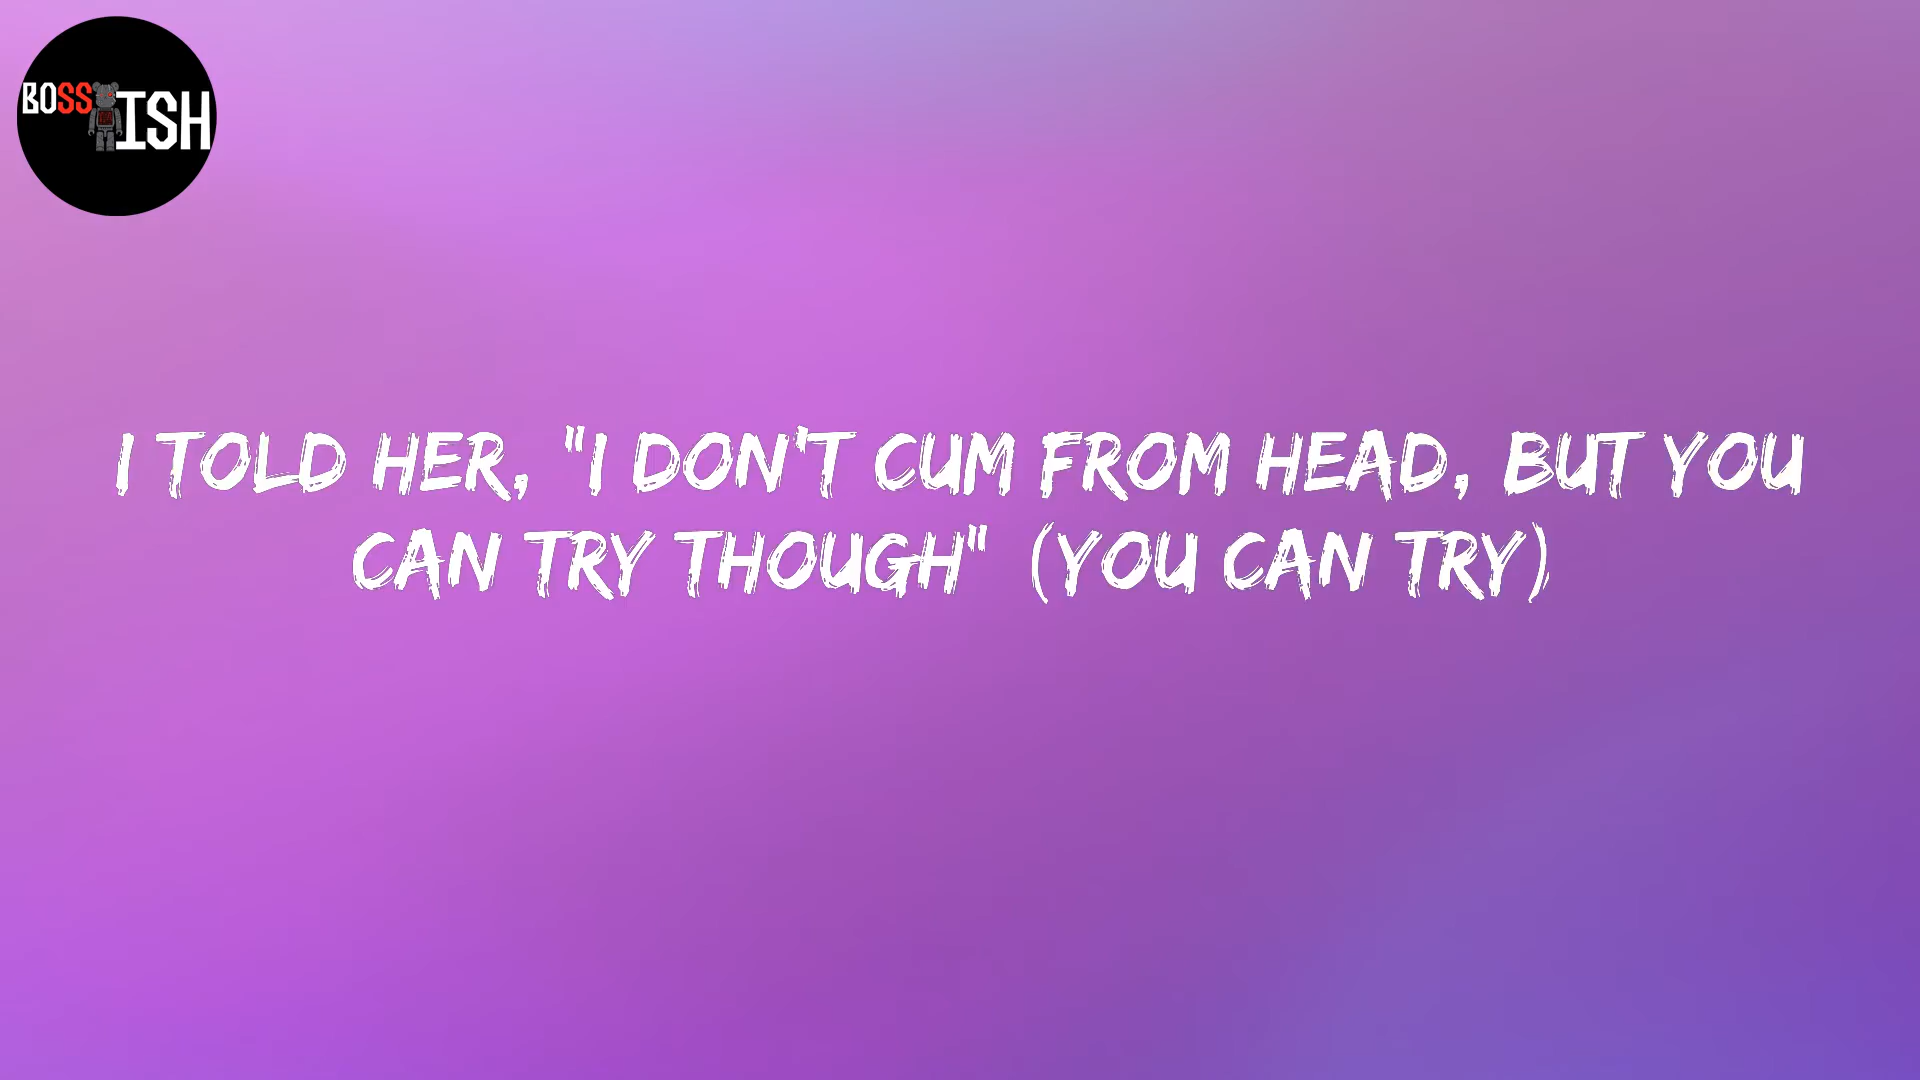 BOSS ISH
I TOLD HER, "I DON'T CUM FROM HEAD, BUT YOU
CAN TRY THOUGH" (YOU CAN TRY)